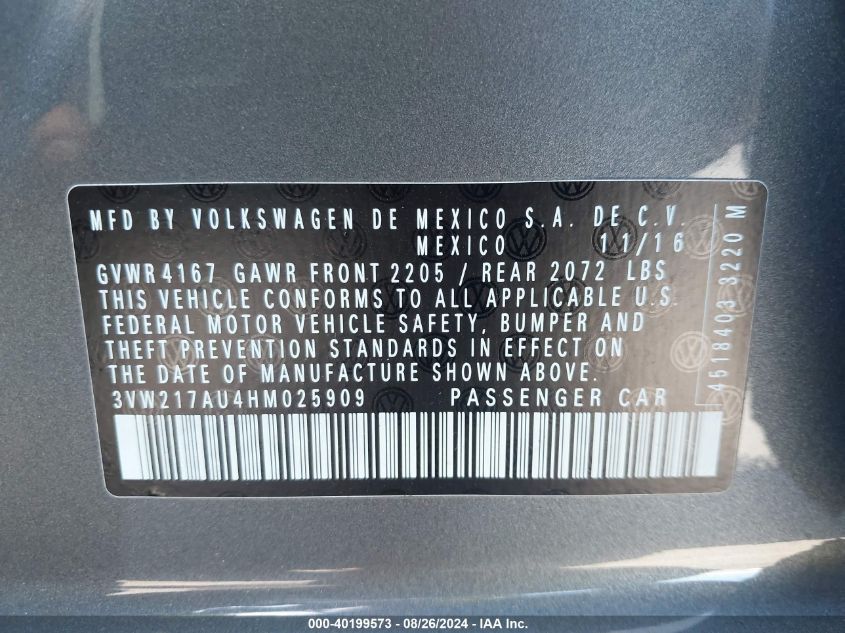 MFD BY VOLKSWAGEN DE MEXICO S.A. DE C.V.
MEXICO 11/16
GVWR 4167 GAWR FRONT 2205 / REAR 2072 LBS
THIS VEHICLE CONFORMS TO ALL APPLICABLE U.S.
FEDERAL MOTOR VEHICLE SAFETY, BUMPER AND
THEFT PREVENTION STANDARDS IN EFFECT ON
THE DATE OF MANUFACTURE SHOWN ABOVE.
3VW217AU4HM025909 PASSENGER CAR
4518403 3220 M
000-40199573 - 08/26/2024 - IAA Inc.